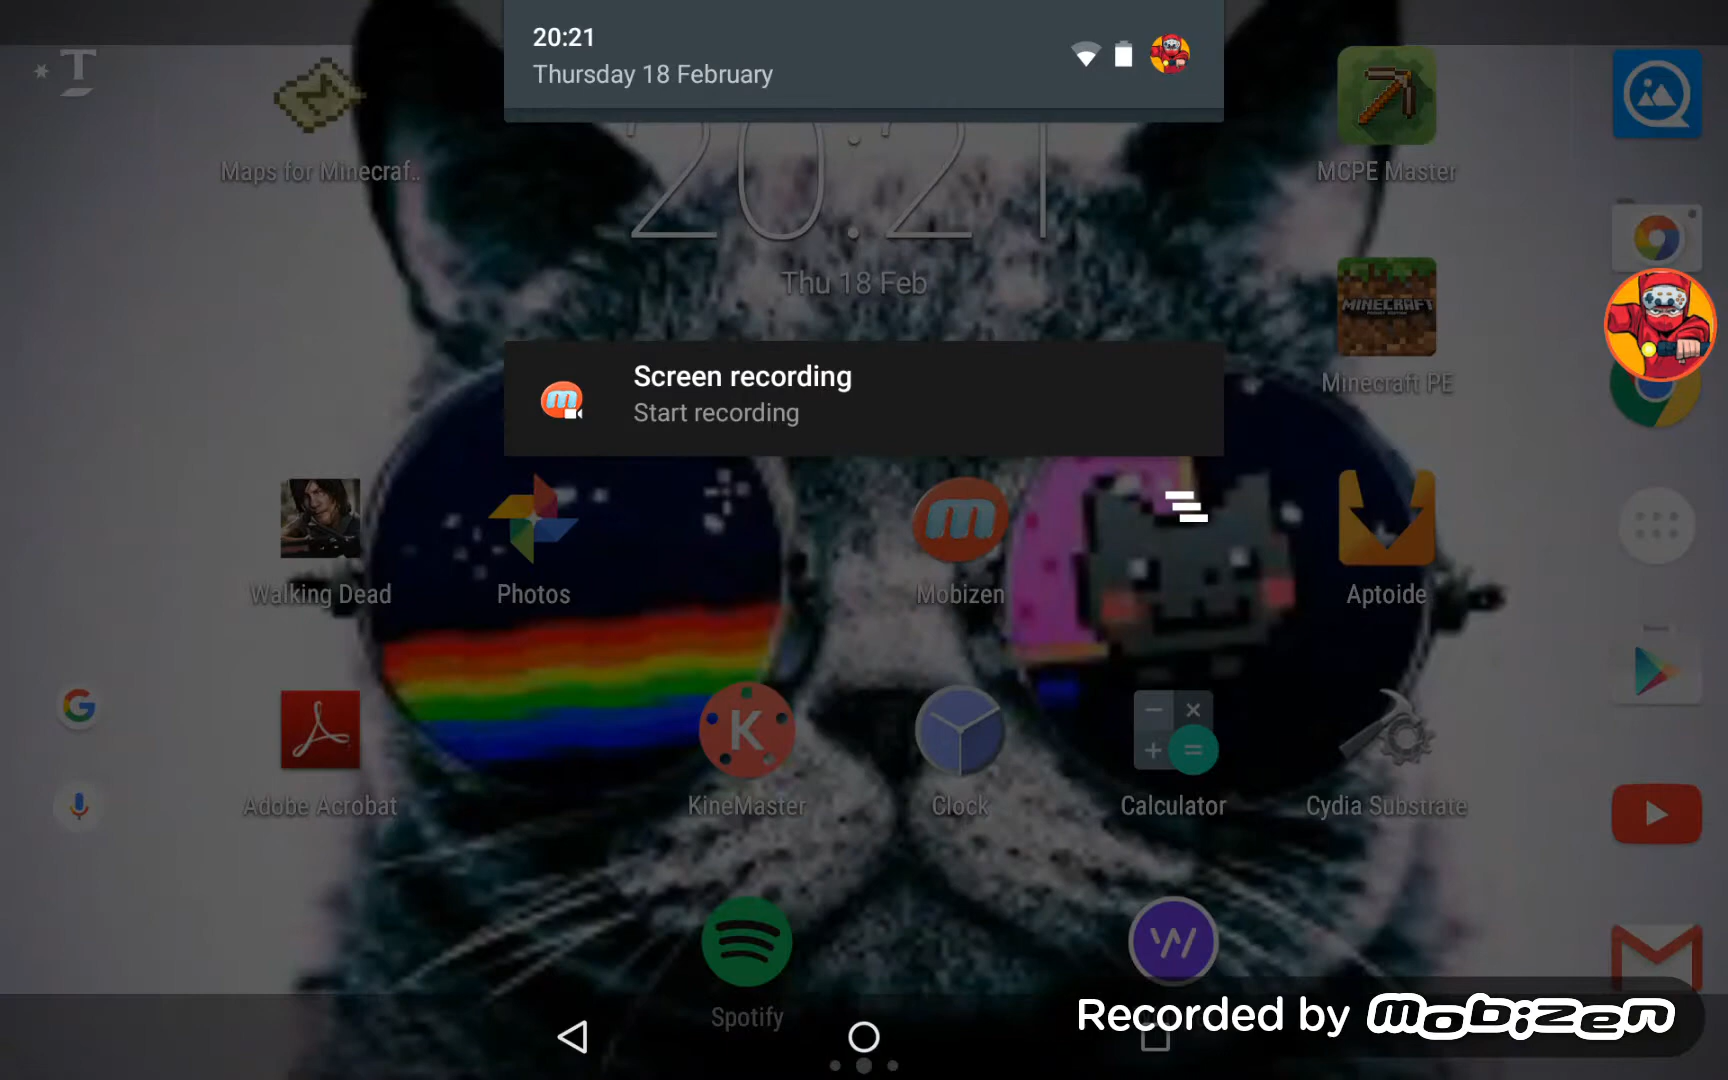 20:21
Thursday 18 February
20:21
Thu 18 Feb
Maps for Minecraf..
MCPE Master
MINECRAFT
Minecraft PE
Screen recording
Start recording
Walking Dead
Photos
Mobizen
Aptoide
Adobe Acrobat
K
KineMaster
Clock
Calculator
Cydia Substrate
Spotify
Recorded by mobizen